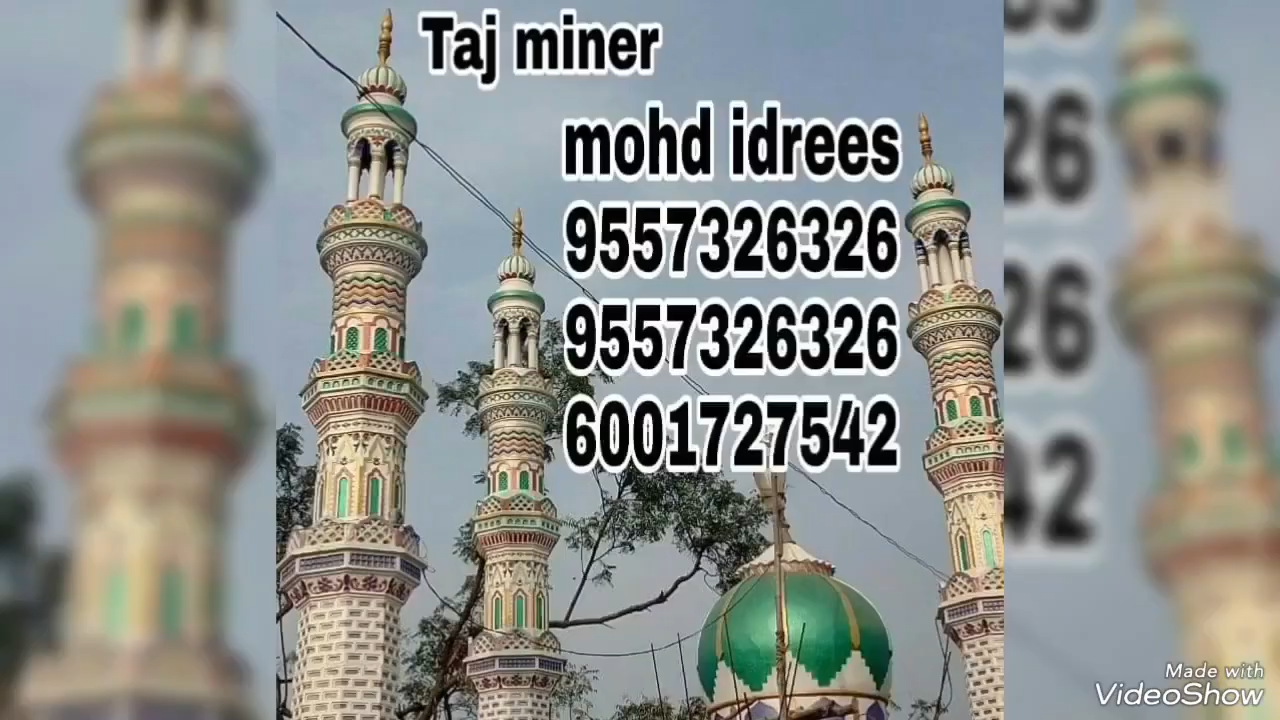 Taj miner
mohd idrees
9557326326
9557326326
6001727542
Made with
VideoShow